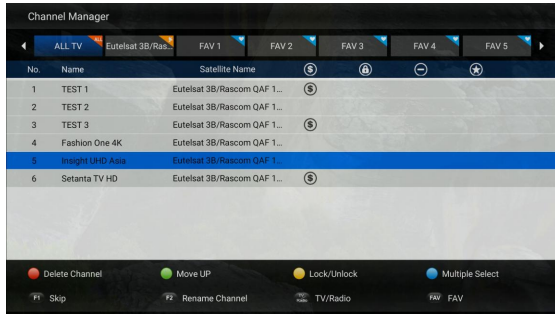 Channel Manager
ALL TV ALL Eutelsat 3B/Ras... FAV 1 FAV 2 FAV 3 FAV 4 FAV 5
No. Name Satellite Name $
1 TEST 1 Eutelsat 3B/Rascom QAF 1... $
2 TEST 2 Eutelsat 3B/Rascom QAF 1...
3 TEST 3 Eutelsat 3B/Rascom QAF 1... $
4 Fashion One 4K Eutelsat 3B/Rascom QAF 1...
5 Insight UHD Asia Eutelsat 3B/Rascom QAF 1...
6 Setanta TV HD Eutelsat 3B/Rascom QAF 1... $
Delete Channel Move UP Lock/Unlock Multiple Select
F1 Skip F2 Rename Channel TV/Radio FAV FAV